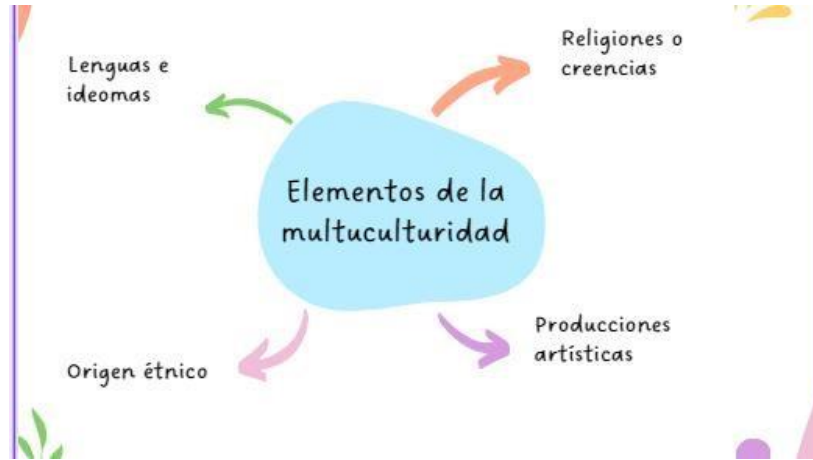 Lenguas e
ideomas
Religiones o
creencias
Elementos de la
multuculturidad
Origen étnico
Producciones
artísticas